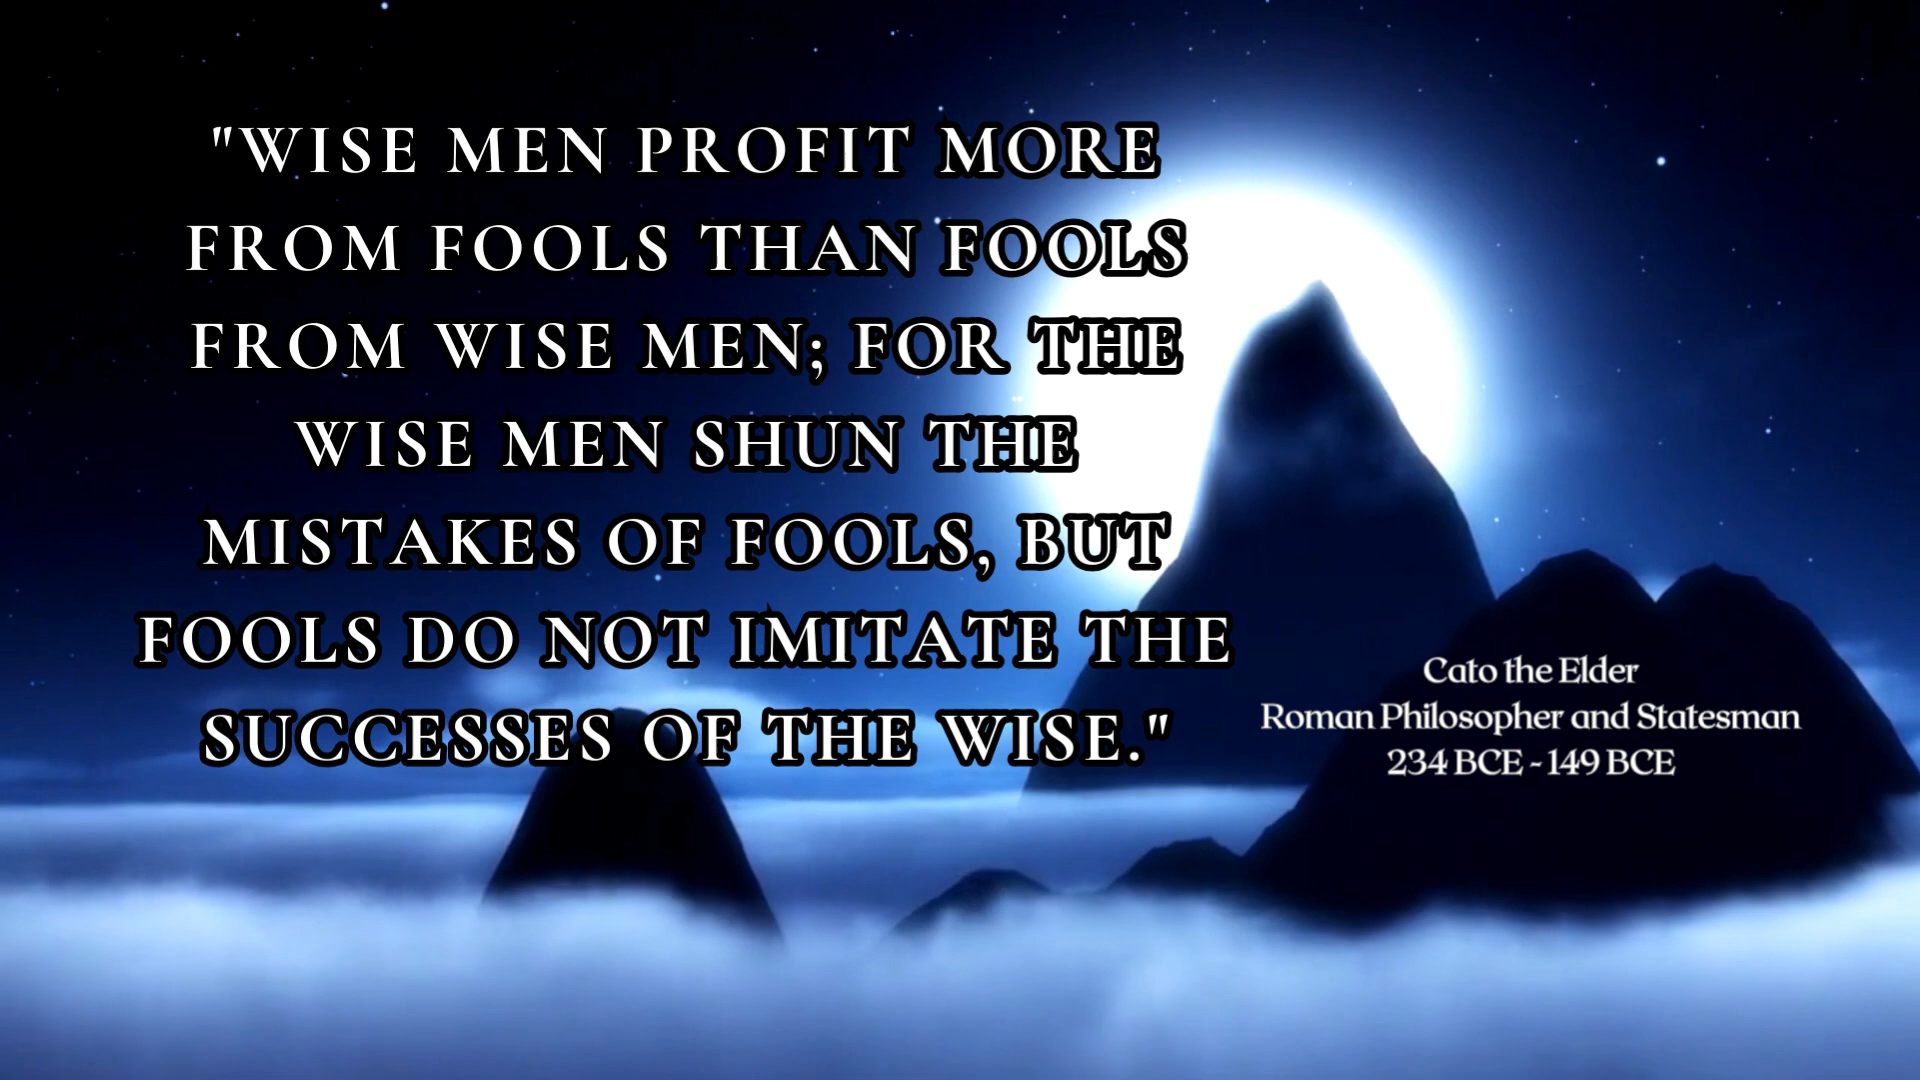 "WISE MEN PROFIT MORE
FROM FOOLS THAN FOOLS
FROM WISE MEN; FOR THE
WISE MEN SHUN THE
MISTAKES OF FOOLS, BUT
FOOLS DO NOT IMITATE THE
SUCCESSES OF THE WISE."
Cato the Elder
Roman Philosopher and Statesman
234 BCE - 149 BCE